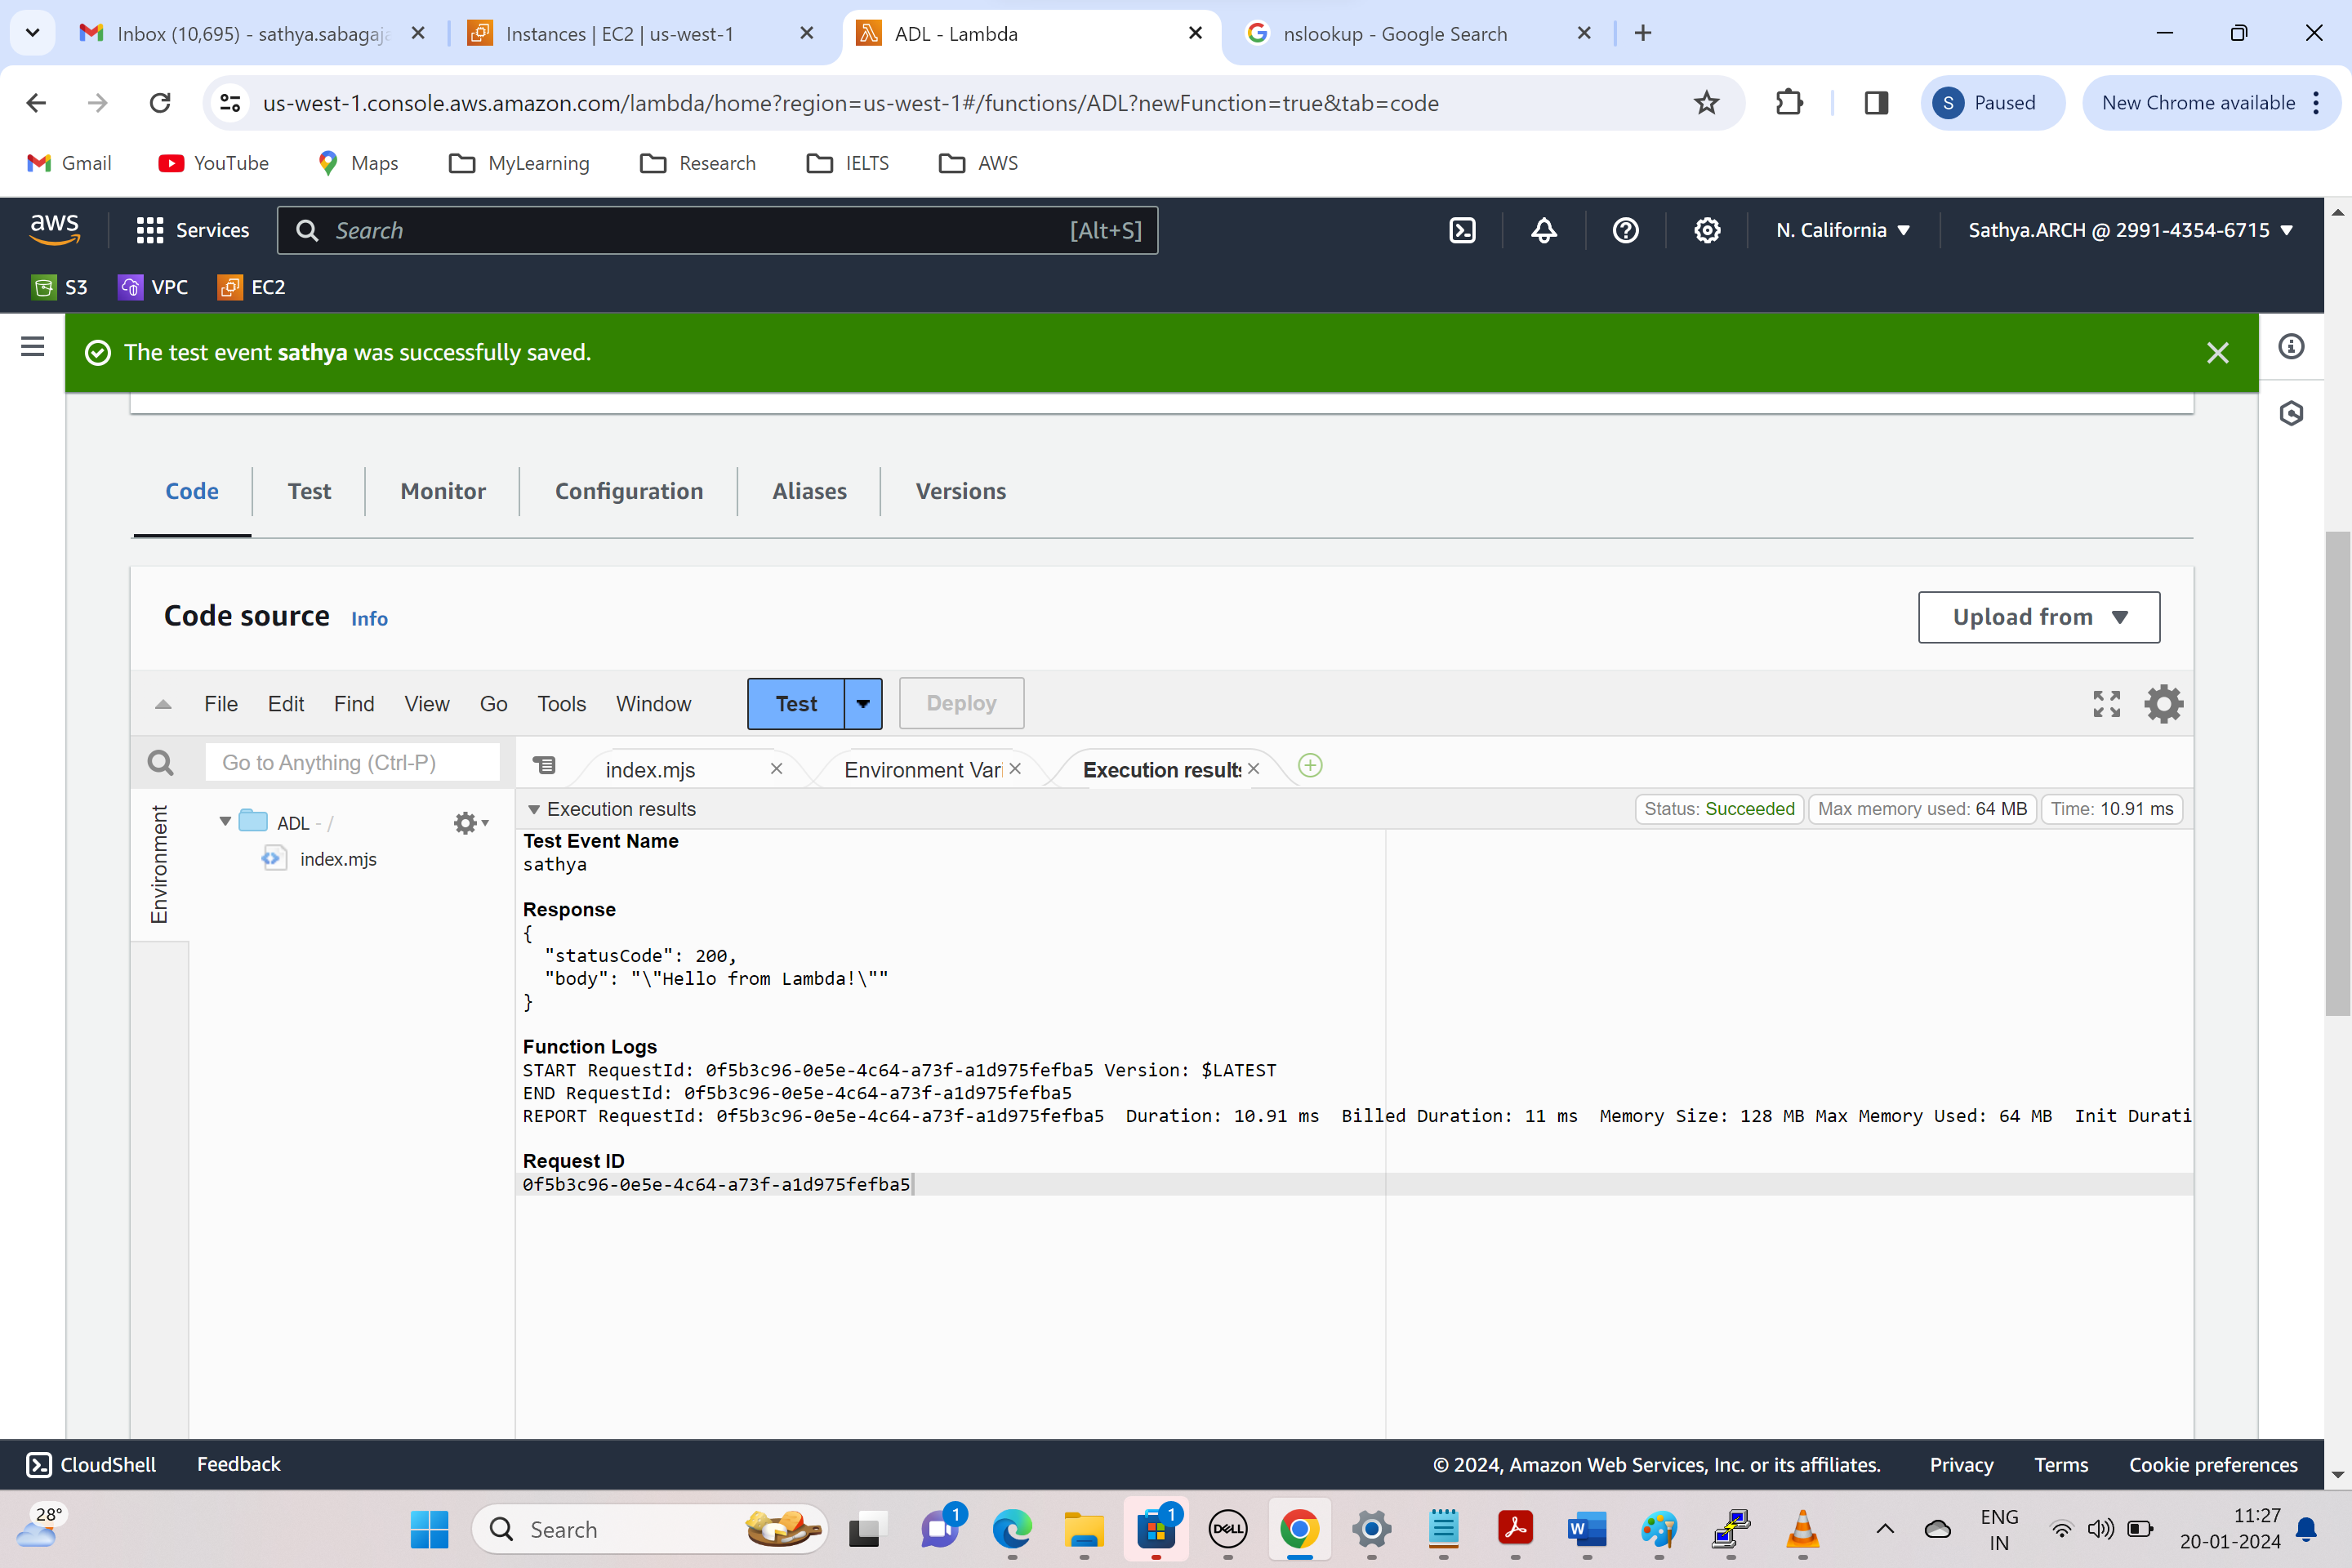 Inbox (10,695) - sathya.sabagaja
Instances | EC2 | us-west-1
ADL - Lambda
nslookup - Google Search
us-west-1.console.aws.amazon.com/lambda/home?region=us-west-1#/functions/ADL?newFunction=true&tab=code
S Paused
New Chrome available
Gmail YouTube Maps MyLearning Research IELTS AWS
aws Services Search [Alt+S] N. California Sathya.ARCH @ 2991-4354-6715
S3 VPC EC2
The test event sathya was successfully saved.
Code Test Monitor Configuration Aliases Versions
Code source Info
Upload from
File Edit Find View Go Tools Window Test Deploy
Go to Anything (Ctrl-P)
index.mjs Environment Vari Execution results
Environment
ADL - /
index.mjs
Execution results
Status: Succeeded Max memory used: 64 MB Time: 10.91 ms
Test Event Name
sathya
Response
{
"statusCode": 200,
"body": "\"Hello from Lambda!\""
}
Function Logs
START RequestId: 0f5b3c96-0e5e-4c64-a73f-a1d975fefba5 Version: $LATEST
END RequestId: 0f5b3c96-0e5e-4c64-a73f-a1d975fefba5
REPORT RequestId: 0f5b3c96-0e5e-4c64-a73f-a1d975fefba5 Duration: 10.91 ms Billed Duration: 11 ms Memory Size: 128 MB Max Memory Used: 64 MB Init Durati
Request ID
0f5b3c96-0e5e-4c64-a73f-a1d975fefba5
CloudShell Feedback © 2024, Amazon Web Services, Inc. or its affiliates. Privacy Terms Cookie preferences
28°
Search
1
1
DELL
W
ENG
IN
11:27
20-01-2024